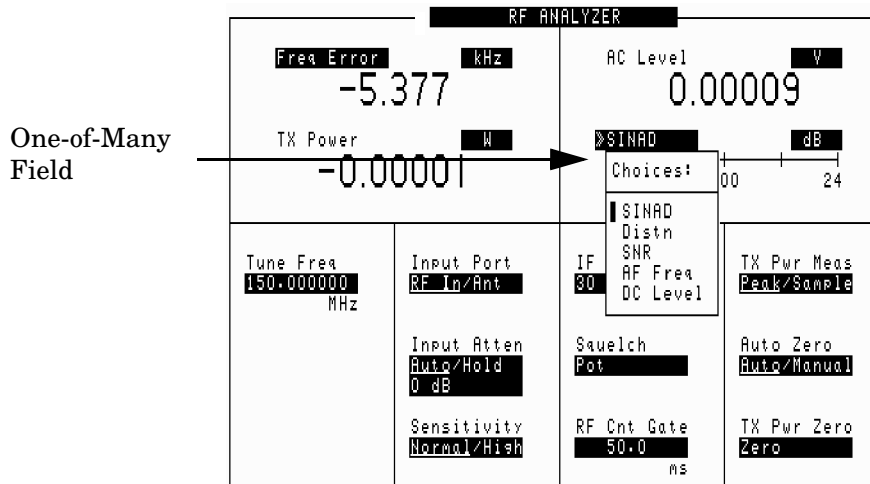 RF ANALYZER
Freq Error kHz
-5.377
AC Level V
0.00009
One-of-Many
Field
TX Power W
-0.00001
»SINAD dB
00 24
Choices:
SINAD
Distn
SNR
AF Freq
DC Level
Tune Freq
150.000000
MHz
Input Port
RF In/Ant
Input Atten
Auto/Hold
0 dB
Sensitivity
Normal/High
IF
30
Squelch
Pot
RF Cnt Gate
50.0
ms
TX Pwr Meas
Peak/Sample
Auto Zero
Auto/Manual
TX Pwr Zero
Zero